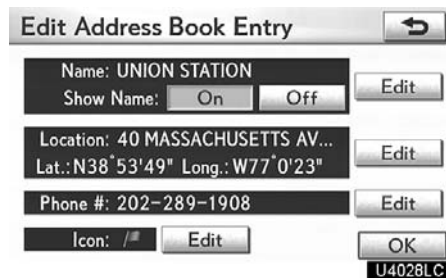 Edit Address Book Entry
Name: UNION STATION
Edit
Show Name: On Off
Location: 40 MASSACHUSETTS AV...
Edit
Lat.:N38°53'49" Long.:W77°0'23"
Phone #: 202-289-1908 Edit
Icon: Edit
OK
U4028LC